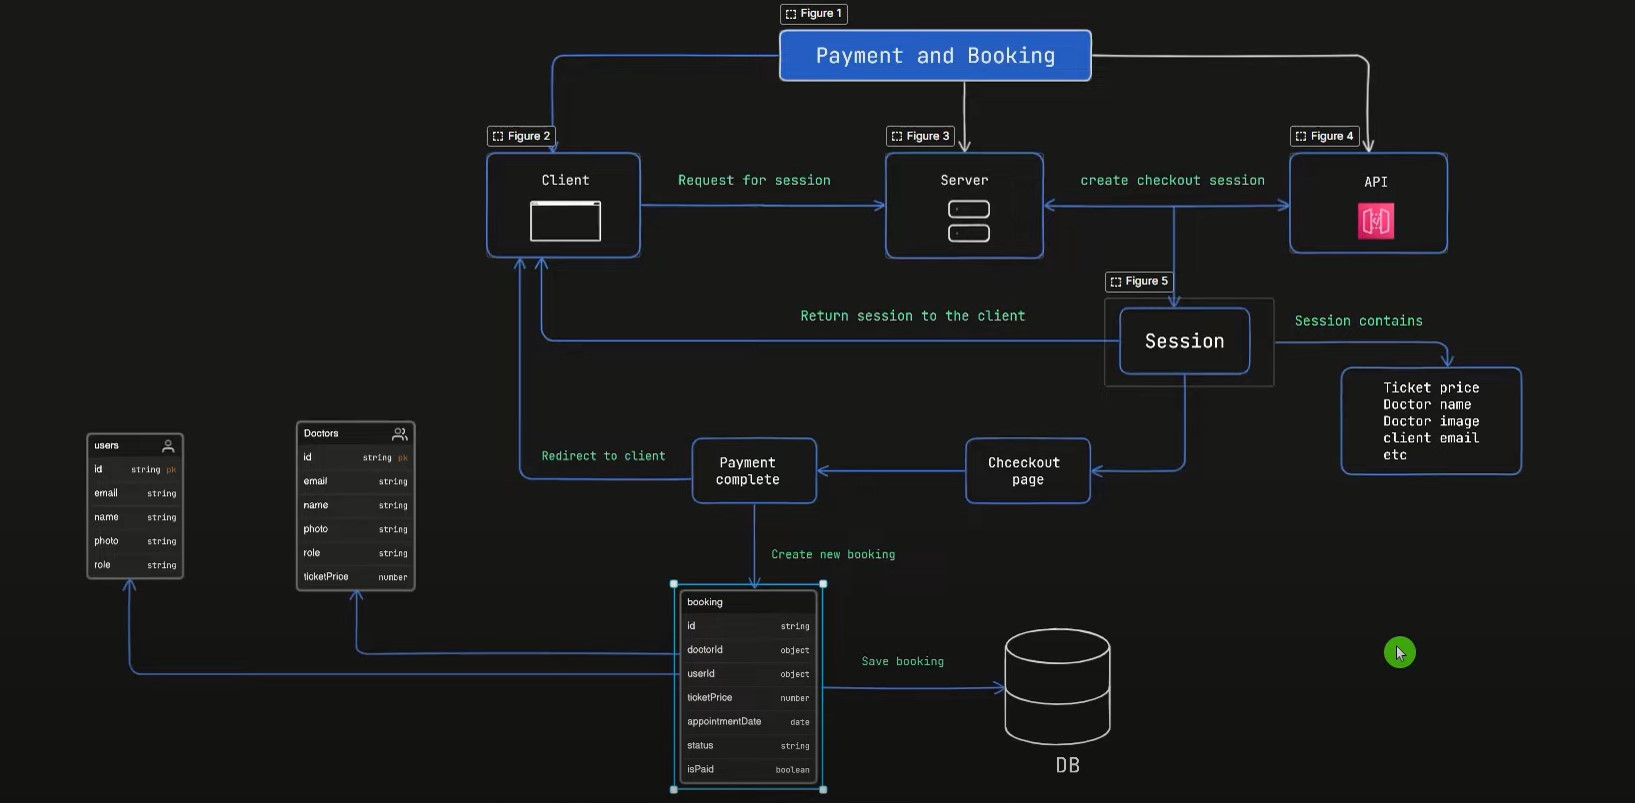 Figure 1
Payment and Booking
Figure 2
Figure 3
Figure 4
Client
Request for session
Server
create checkout session
API
Figure 5
Return session to the client
Session
Session contains
Ticket price
Doctor name
Doctor image
client email
etc
users
id string pk
email string
name string
photo string
role string
Doctors
id string pk
email string
name string
photo string
role string
ticketPrice number
Redirect to client
Payment
complete
Chceckout
page
Create new booking
booking
id string
doctorId object
userId object
ticketPrice number
appointmentDate date
status string
isPaid boolean
Save booking
DB